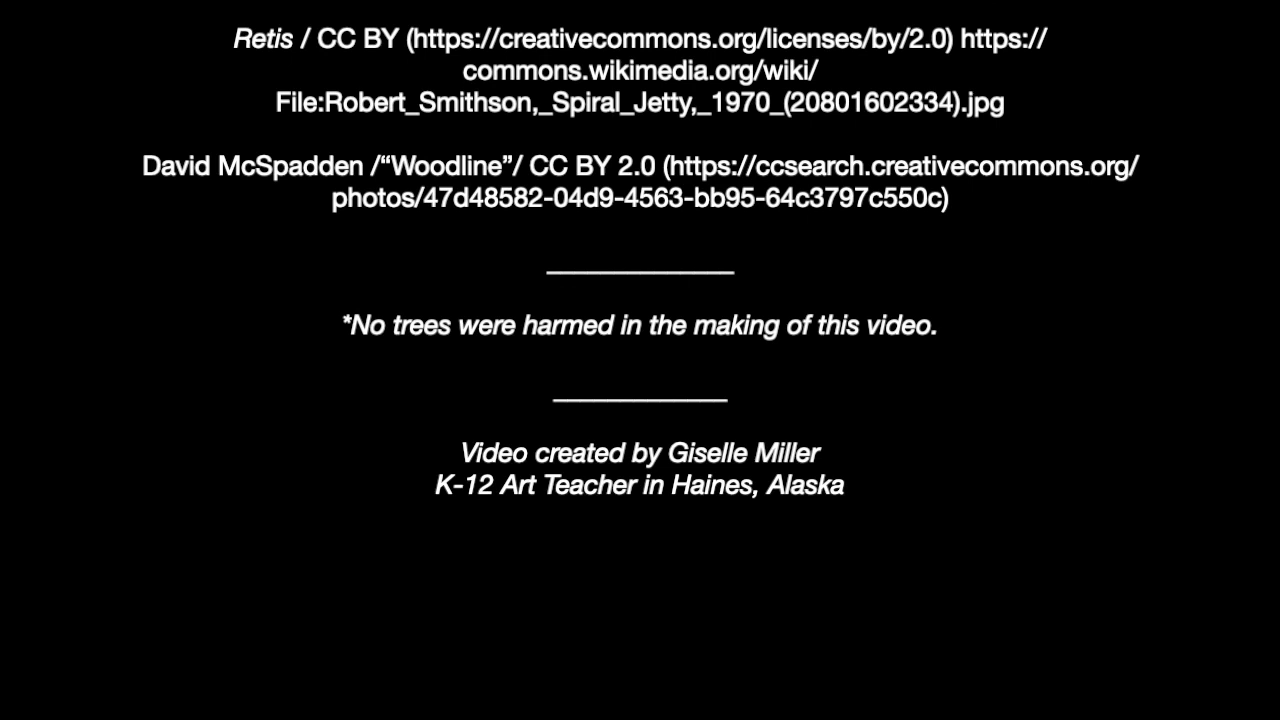 Retis / CC BY (https://creativecommons.org/licenses/by/2.0) https://
commons.wikimedia.org/wiki/
File:Robert_Smithson,_Spiral_Jetty,_1970_(20801602334).jpg
David McSpadden /“Woodline”/ CC BY 2.0 (https://ccsearch.creativecommons.org/
photos/47d48582-04d9-4563-bb95-64c3797c550c)
______________
*No trees were harmed in the making of this video.
_____________
Video created by Giselle Miller
K-12 Art Teacher in Haines, Alaska